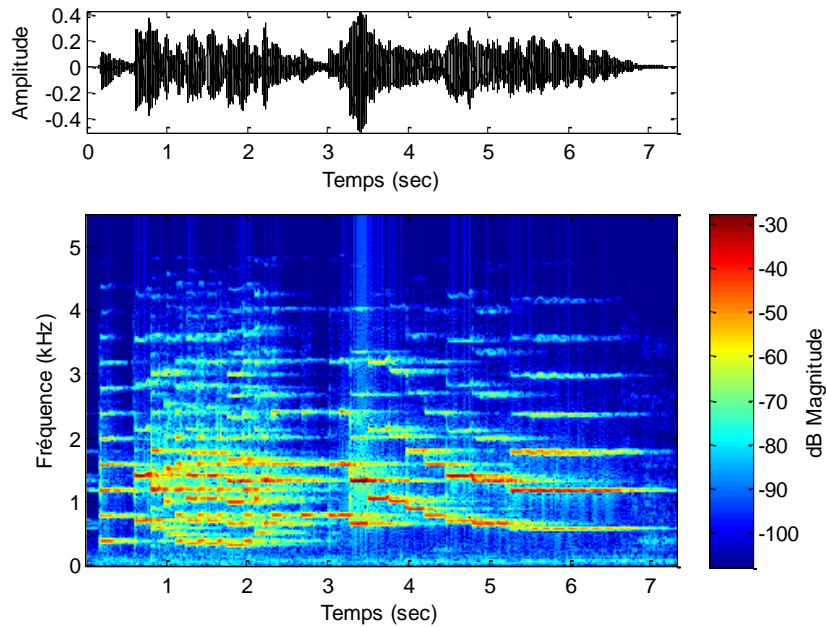 0.4
0.2
0
-0.2
-0.4
Amplitude
0 1 2 3 4 5 6 7
Temps (sec)
5
4
3
2
1
0
Fréquence (kHz)
1 2 3 4 5 6 7
Temps (sec)
-30
-40
-50
-60
-70
-80
-90
-100
dB Magnitude